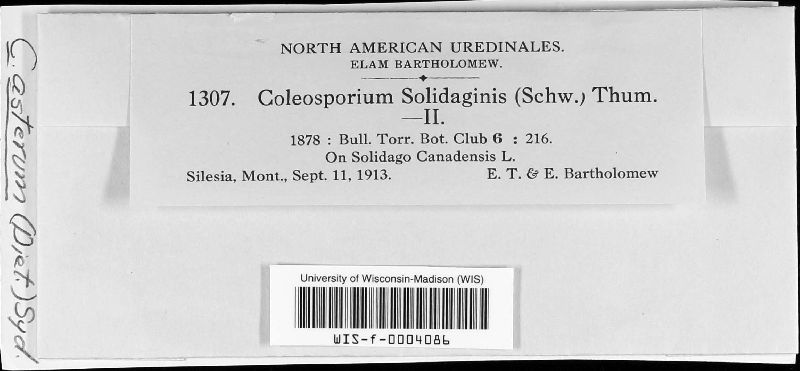 C. asterum (Diet.) Syd.
NORTH AMERICAN UREDINALES.
ELAM BARTHOLOMEW.
1307. Coleosporium Solidaginis (Schw.) Thum.
—II.
1878 : Bull. Torr. Bot. Club 6 : 216.
On Solidago Canadensis L.
Silesia, Mont., Sept. 11, 1913. E. T. & E. Bartholomew
University of Wisconsin-Madison (WIS)
WIS-f-0004086